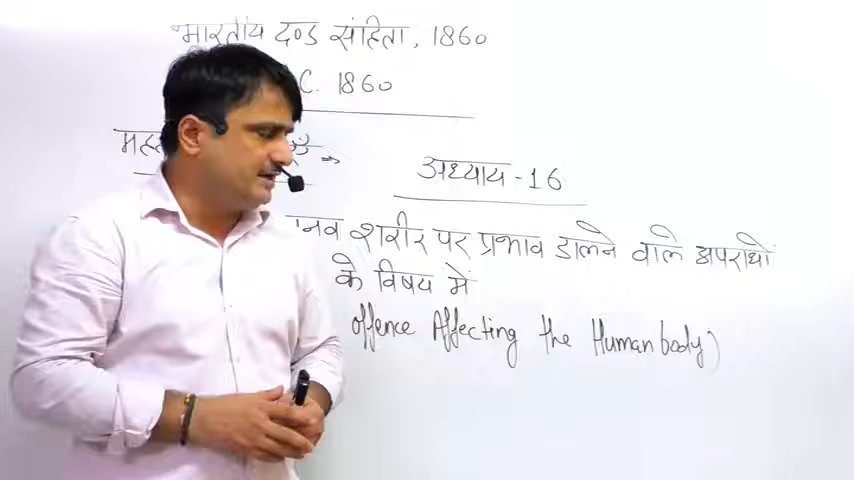 भारतीय दण्ड संहिता, 1860
C. 1860
⇒
अध्याय - 16
शरीर पर प्रभाव डालने वाले अपराधों
के विषय में
offence Affecting the Human body)